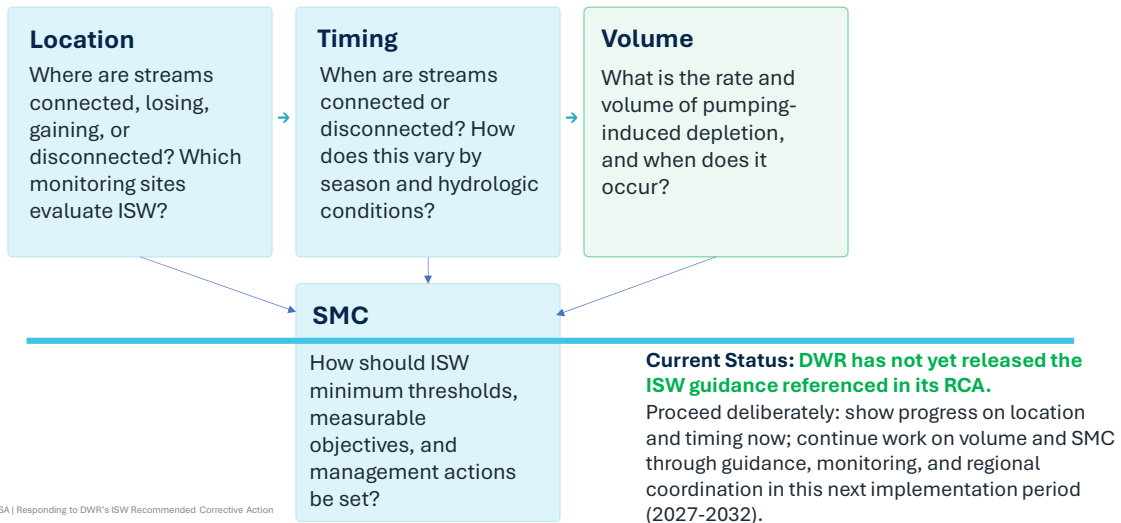 Location
Where are streams
connected, losing,
gaining, or
disconnected? Which
monitoring sites
evaluate ISW?
Timing
When are streams
connected or
disconnected? How
does this vary by
season and hydrologic
conditions?
Volume
What is the rate and
volume of pumping-
induced depletion,
and when does it
occur?
SMC
How should ISW
minimum thresholds,
measurable
objectives, and
management actions
be set?
Current Status: DWR has not yet released the
ISW guidance referenced in its RCA.
Proceed deliberately: show progress on location
and timing now; continue work on volume and SMC
through guidance, monitoring, and regional
coordination in this next implementation period
(2027-2032).
SA | Responding to DWR's ISW Recommended Corrective Action